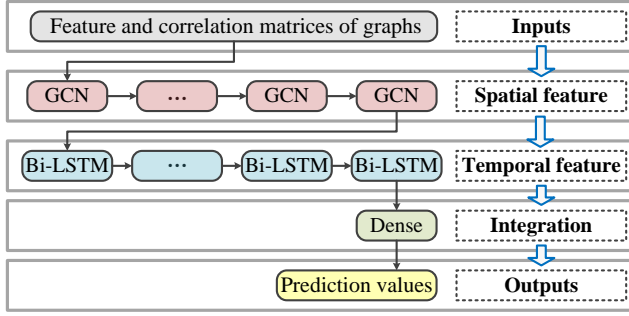 Feature and correlation matrices of graphs
Inputs
GCN ... GCN GCN
Spatial feature
Bi-LSTM ... Bi-LSTM Bi-LSTM
Temporal feature
Dense
Integration
Prediction values
Outputs